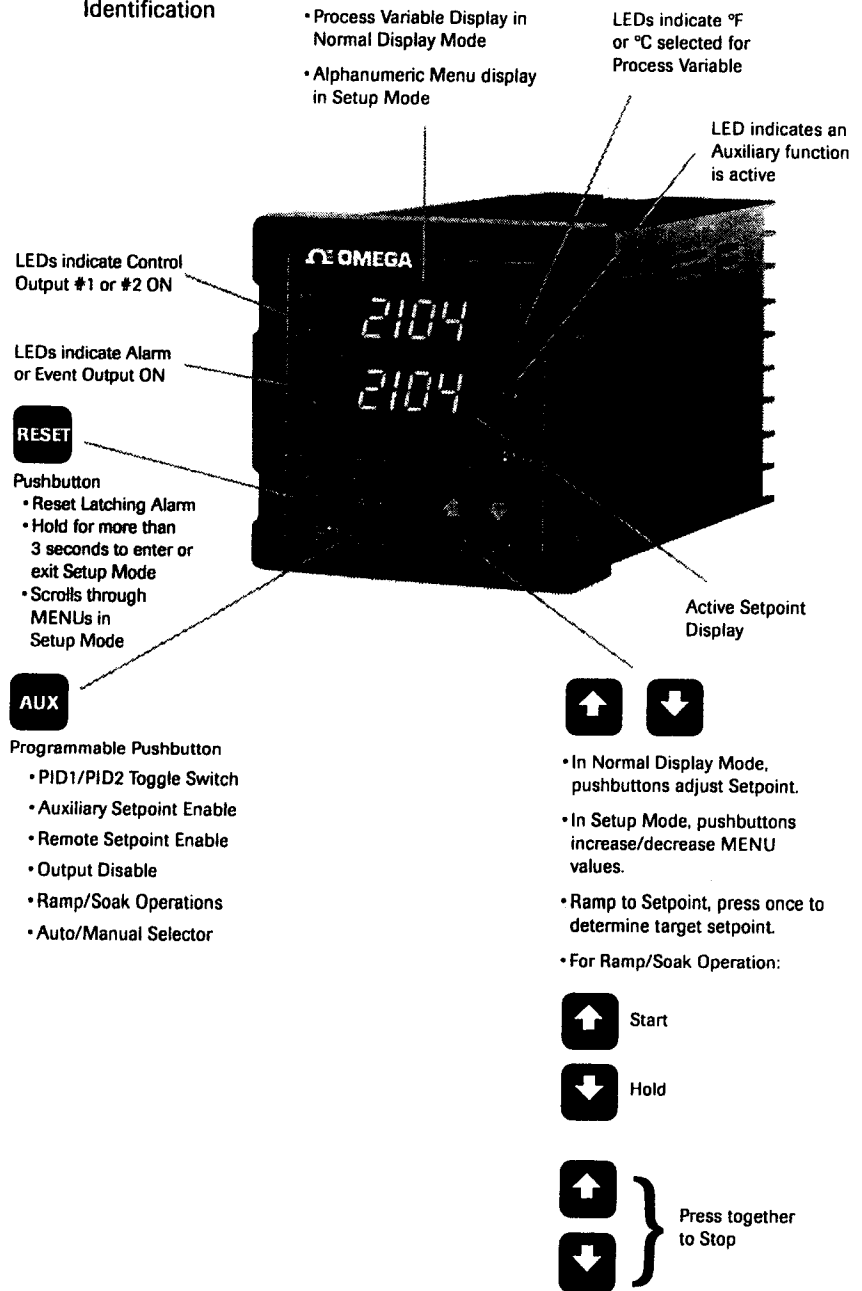 Identification
• Process Variable Display in
Normal Display Mode
• Alphanumeric Menu display
in Setup Mode
LEDs indicate °F
or °C selected for
Process Variable
LED indicates an
Auxiliary function
is active
LEDs indicate Control
Output #1 or #2 ON
LEDs indicate Alarm
or Event Output ON
ΩE OMEGA
2104
2104
RESET
Pushbutton
• Reset Latching Alarm
• Hold for more than
3 seconds to enter or
exit Setup Mode
• Scrolls through
MENUs in
Setup Mode
Active Setpoint
Display
AUX
Programmable Pushbutton
• PID1/PID2 Toggle Switch
• Auxiliary Setpoint Enable
• Remote Setpoint Enable
• Output Disable
• Ramp/Soak Operations
• Auto/Manual Selector
• In Normal Display Mode,
pushbuttons adjust Setpoint.
• In Setup Mode, pushbuttons
increase/decrease MENU
values.
• Ramp to Setpoint, press once to
determine target setpoint.
• For Ramp/Soak Operation:
Start
Hold
Press together
to Stop